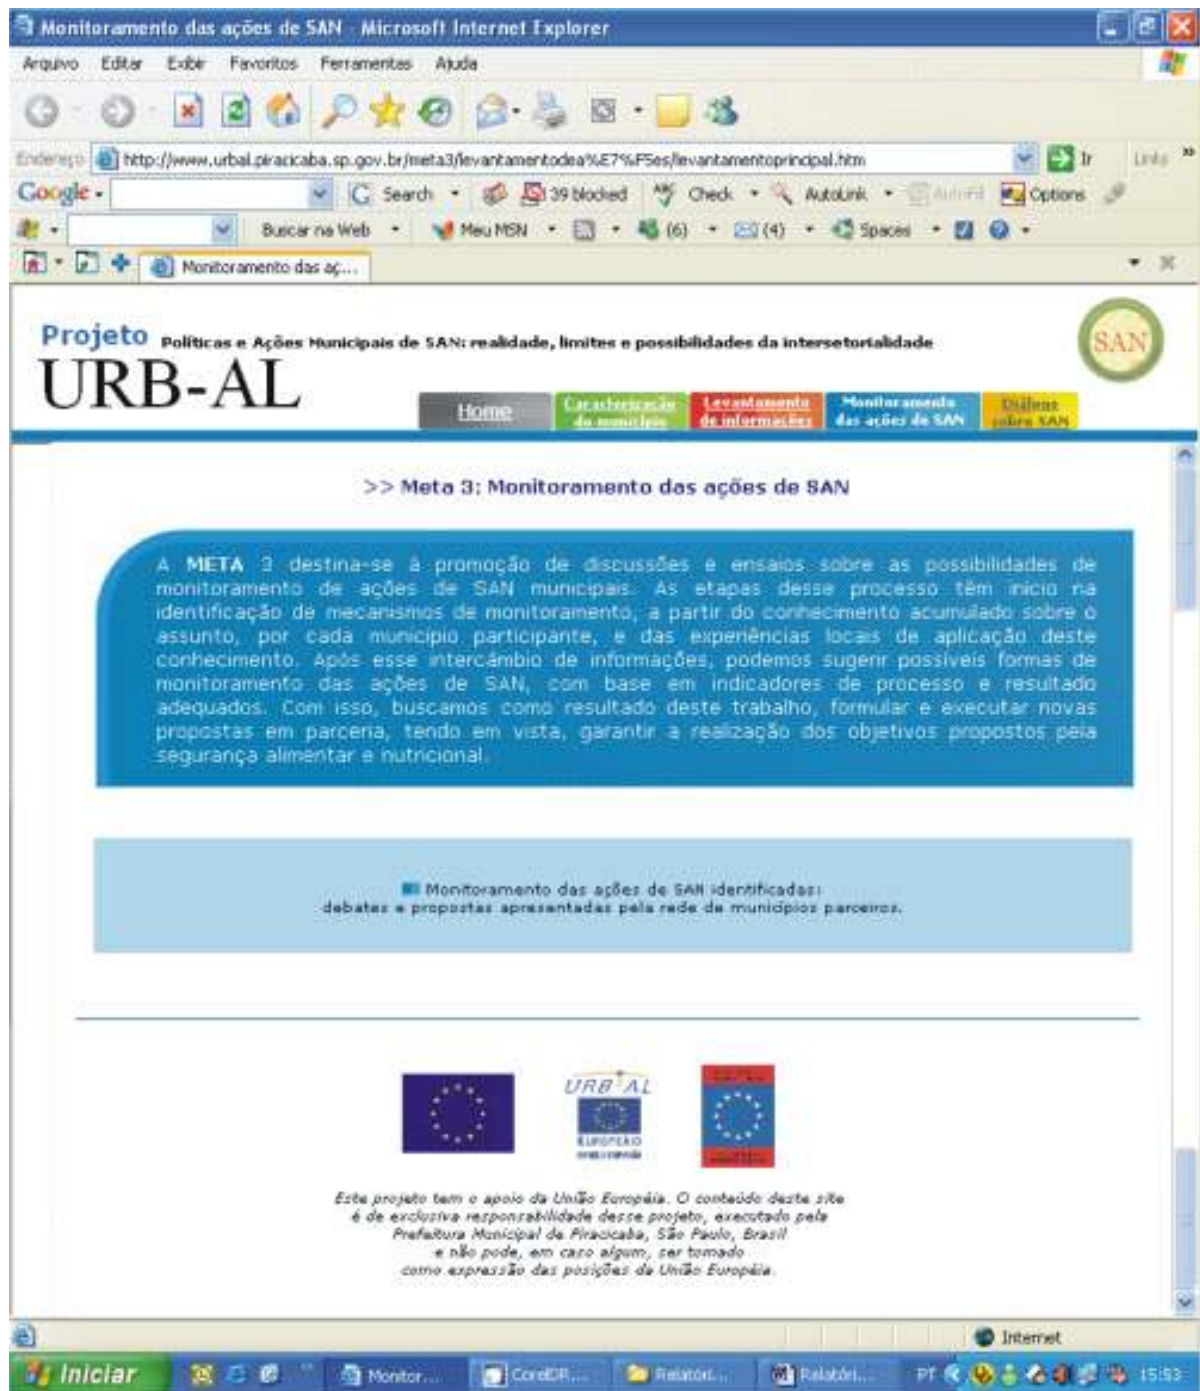 Monitoramento das ações de SAN - Microsoft Internet Explorer
Arquivo Editar Exibir Favoritos Ferramentas Ajuda
Endereço http://www.urbal.piracicaba.sp.gov.br/meta3/levantamentodea%E7%F5es/levantamentoprincipal.htm Ir Links »
Google Search 39 blocked Check AutoLink AutoFill Options
Buscar na Web Meu MSN (6) (4) Spaces
Monitoramento das aç...
Projeto Políticas e Ações Municipais de SAN: realidade, limites e possibilidades da intersetorialidade
SAN
URB-AL
Home Caracterização do município Levantamento de informações Monitoramento das ações de SAN Diálogo sobre SAN
>> Meta 3: Monitoramento das ações de SAN
A META 3 destina-se à promoção de discussões e ensaios sobre as possibilidades de
monitoramento de ações de SAN municipais. As etapas desse processo têm inicio na
identificação de mecanismos de monitoramento, a partir do conhecimento acumulado sobre o
assunto, por cada municipio participante, e das experiências locais de aplicação deste
conhecimento. Após esse intercâmbio de informações, podemos sugerir possíveis formas de
monitoramento das ações de SAN, com base em indicadores de processo e resultado
adequados. Com isso, buscamos como resultado deste trabalho, formular e executar novas
propostas em parceria, tendo em vista, garantir a realização dos objetivos propostos pela
segurança alimentar e nutricional.
Monitoramento das ações de SAN identificadas:
debates e propostas apresentadas pela rede de municípios parceiros.
URB AL
Este projeto tem o apoio da União Européia. O conteúdo deste site
é de exclusiva responsabilidade desse projeto, executado pela
Prefeitura Municipal de Piracicaba, São Paulo, Brasil
e não pode, em caso algum, ser tomado
como expressão das posições da União Européia.
Internet
Iniciar Monitor... CorelDR... Relatóri... Relatóri... PT 15:53